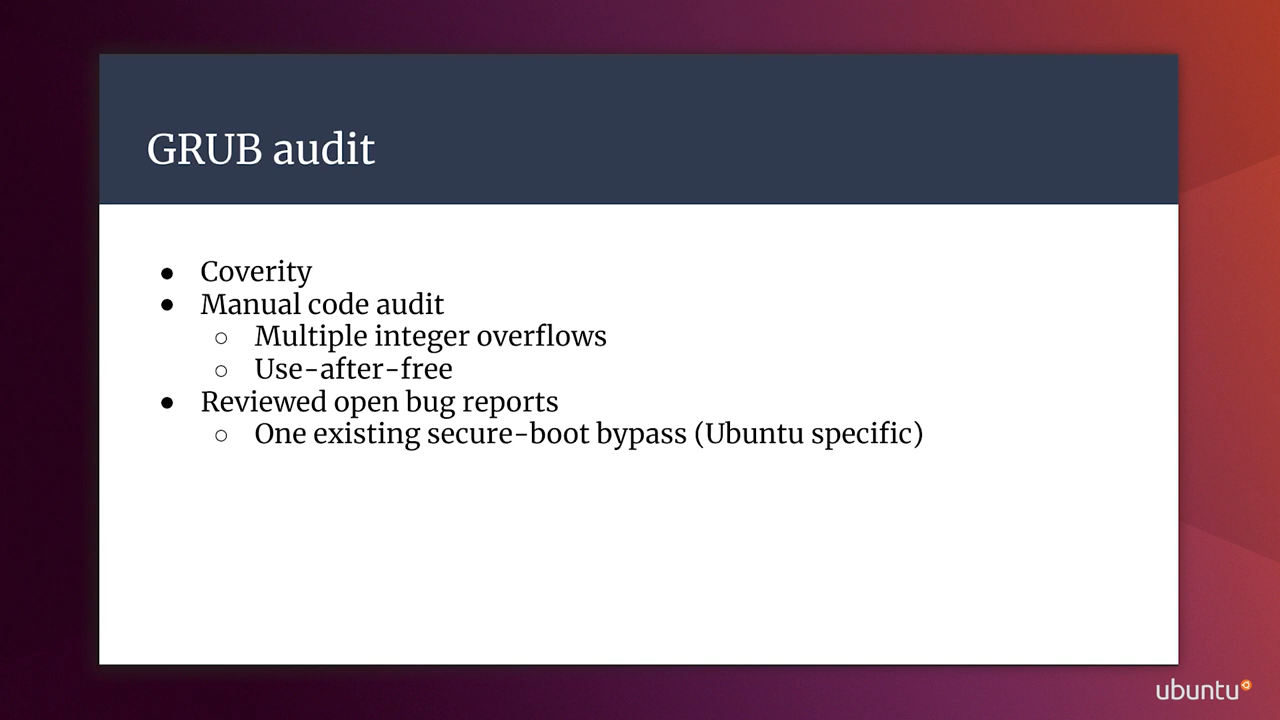 GRUB audit
● Coverity
● Manual code audit
○ Multiple integer overflows
○ Use-after-free
● Reviewed open bug reports
○ One existing secure-boot bypass (Ubuntu specific)
ubuntu